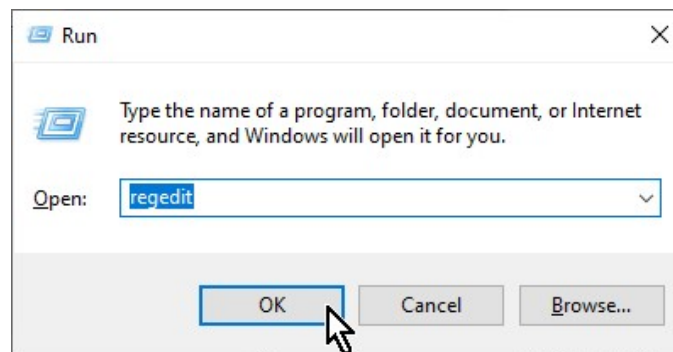 Run
Type the name of a program, folder, document, or Internet
resource, and Windows will open it for you.
Open: regedit
OK Cancel Browse...